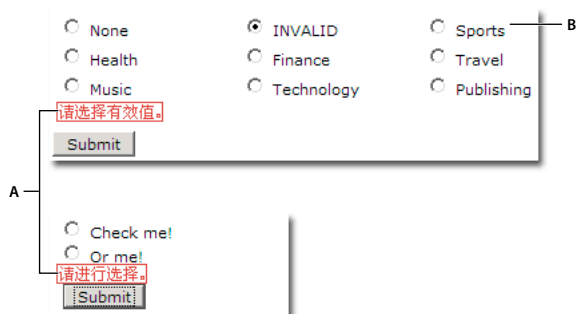 None INVALID Sports B
Health Finance Travel
Music Technology Publishing
请选择有效值。
Submit
A
Check me!
Or me!
请进行选择。
Submit